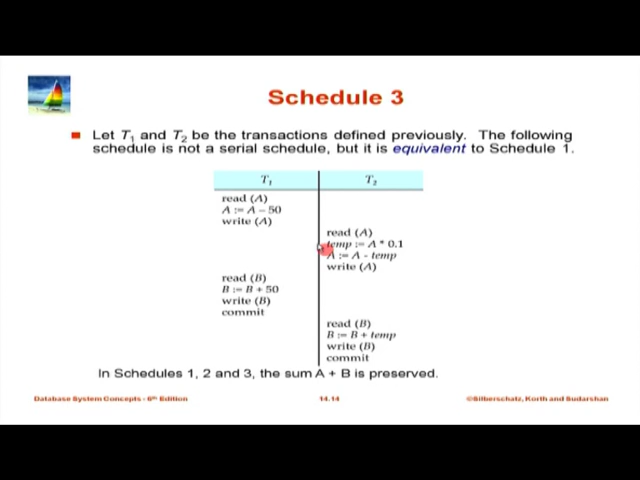 Schedule 3
Let T1 and T2 be the transactions defined previously. The following
schedule is not a serial schedule, but it is equivalent to Schedule 1.
T1 T2
read (A)
A := A – 50
write (A)
read (A)
temp := A * 0.1
A := A - temp
write (A)
read (B)
B := B + 50
write (B)
commit
read (B)
B := B + temp
write (B)
commit
In Schedules 1, 2 and 3, the sum A + B is preserved.
Database System Concepts - 6th Edition 14.14 ©Silberschatz, Korth and Sudarshan